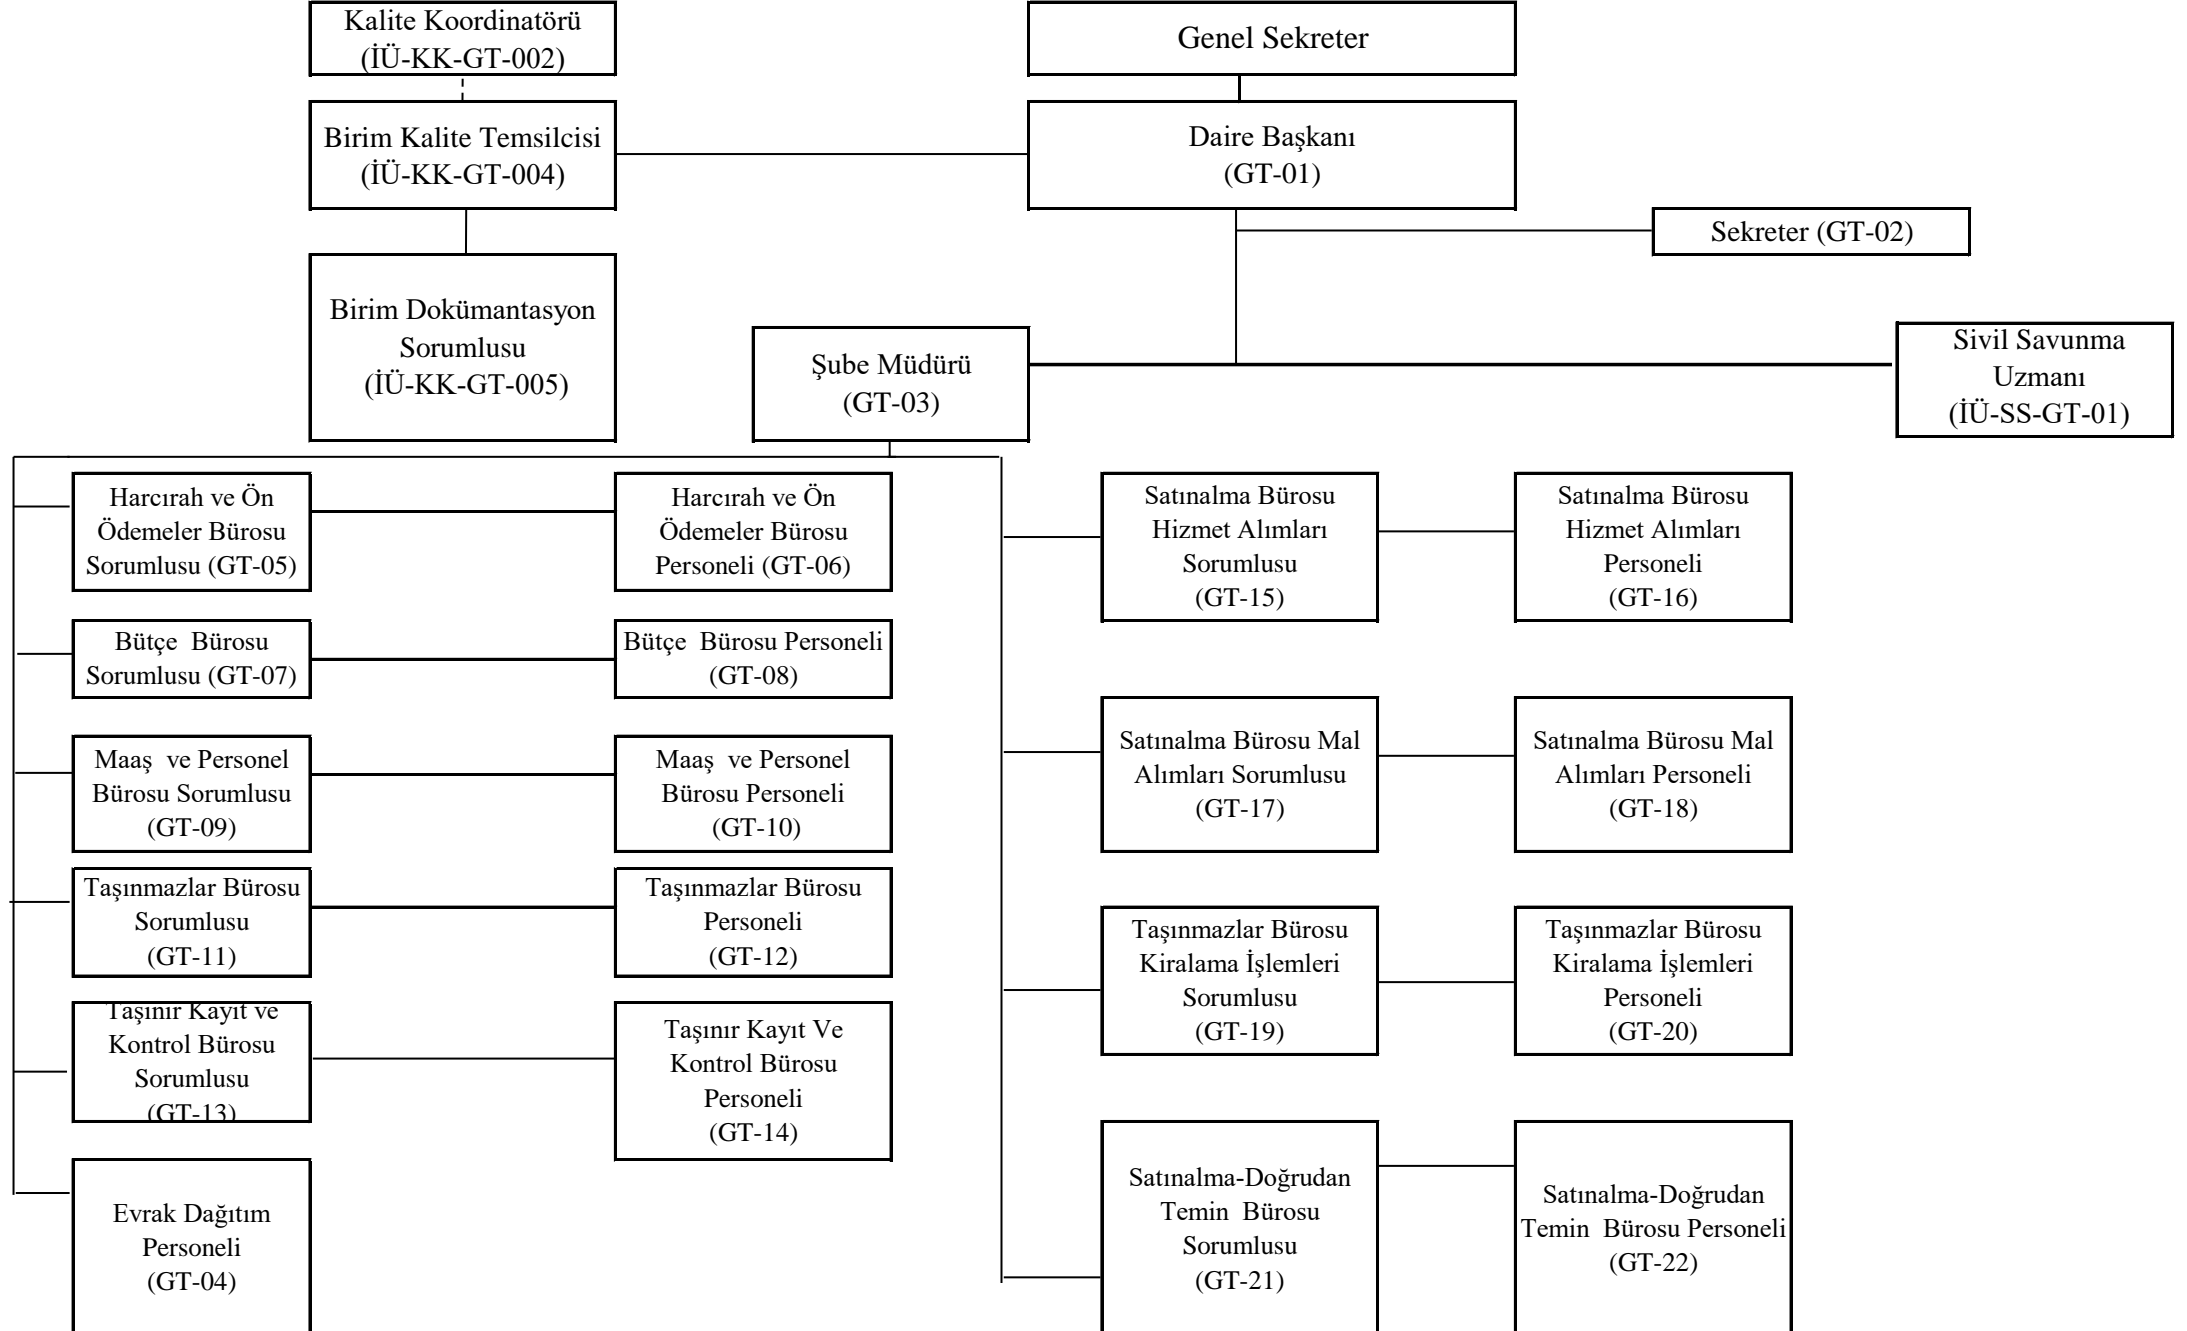 Kalite Koordinatörü
(İÜ-KK-GT-002)
Genel Sekreter
Birim Kalite Temsilcisi
(İÜ-KK-GT-004)
Daire Başkanı
(GT-01)
Sekreter (GT-02)
Birim Dokümantasyon
Sorumlusu
(İÜ-KK-GT-005)
Şube Müdürü
(GT-03)
Sivil Savunma
Uzmanı
(İÜ-SS-GT-01)
Harcırah ve Ön
Ödemeler Bürosu
Sorumlusu (GT-05)
Harcırah ve Ön
Ödemeler Bürosu
Personeli (GT-06)
Satınalma Bürosu
Hizmet Alımları
Sorumlusu
(GT-15)
Satınalma Bürosu
Hizmet Alımları
Personeli
(GT-16)
Bütçe  Bürosu
Sorumlusu (GT-07)
Bütçe  Bürosu Personeli
(GT-08)
Maaş  ve Personel
Bürosu Sorumlusu
(GT-09)
Maaş  ve Personel
Bürosu Personeli
(GT-10)
Satınalma Bürosu Mal
Alımları Sorumlusu
(GT-17)
Satınalma Bürosu Mal
Alımları Personeli
(GT-18)
Taşınmazlar Bürosu
Sorumlusu
(GT-11)
Taşınmazlar Bürosu
Personeli
(GT-12)
Taşınmazlar Bürosu
Kiralama İşlemleri
Sorumlusu
(GT-19)
Taşınmazlar Bürosu
Kiralama İşlemleri
Personeli
(GT-20)
Taşınır Kayıt ve
Kontrol Bürosu
Sorumlusu
(GT-13)
Taşınır Kayıt Ve
Kontrol Bürosu
Personeli
(GT-14)
Evrak Dağıtım
Personeli
(GT-04)
Satınalma-Doğrudan
Temin  Bürosu
Sorumlusu
(GT-21)
Satınalma-Doğrudan
Temin  Bürosu Personeli
(GT-22)